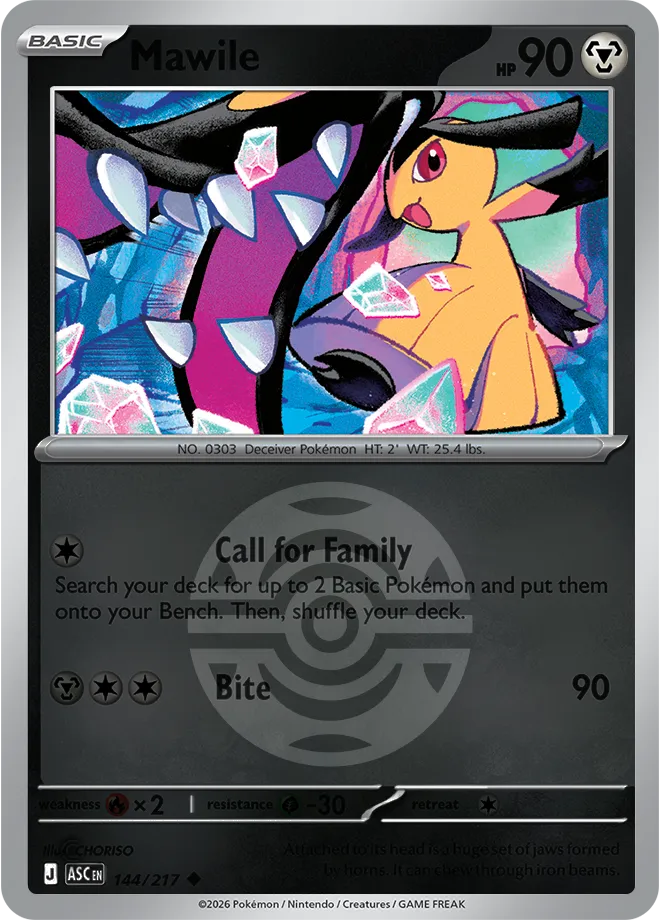 BASIC
Mawile
HP 90
NO. 0303 Deceiver Pokémon HT: 2' WT: 25.4 lbs.
Call for Family
Search your deck for up to 2 Basic Pokémon and put them
onto your Bench. Then, shuffle your deck.
Bite 90
weakness ×2 resistance -30 retreat
Illus. SCHORISO
Attached to its head is a huge set of jaws formed
by horns. It can chew through iron beams.
J ASC EN 144/217
©2026 Pokémon / Nintendo / Creatures / GAME FREAK